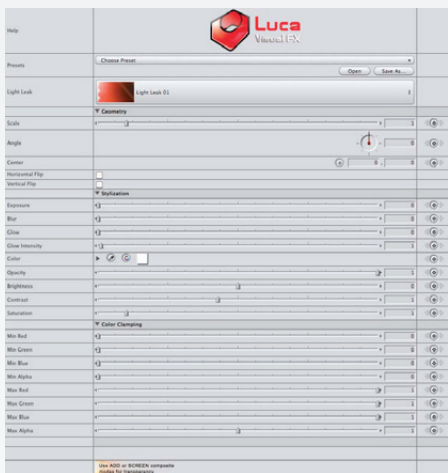 Luca
Visual FX
Help
Presets
Choose Preset
Open
Save As...
Light Leak
Light Leak 01
▼ Geometry
Scale 1
Angle 0
Center 0 , 0
Horizontal Flip
Vertical Flip
▼ Stylization
Exposure 0
Blur 0
Glow 0
Glow Intensity 1
Color
Opacity 1
Brightness 0
Contrast 1
Saturation 1
▼ Color Clamping
Min Red 0
Min Green 0
Min Blue 0
Min Alpha 0
Max Red 1
Max Green 1
Max Blue 1
Max Alpha 1
Use ADD or SCREEN composite
modes for transparency